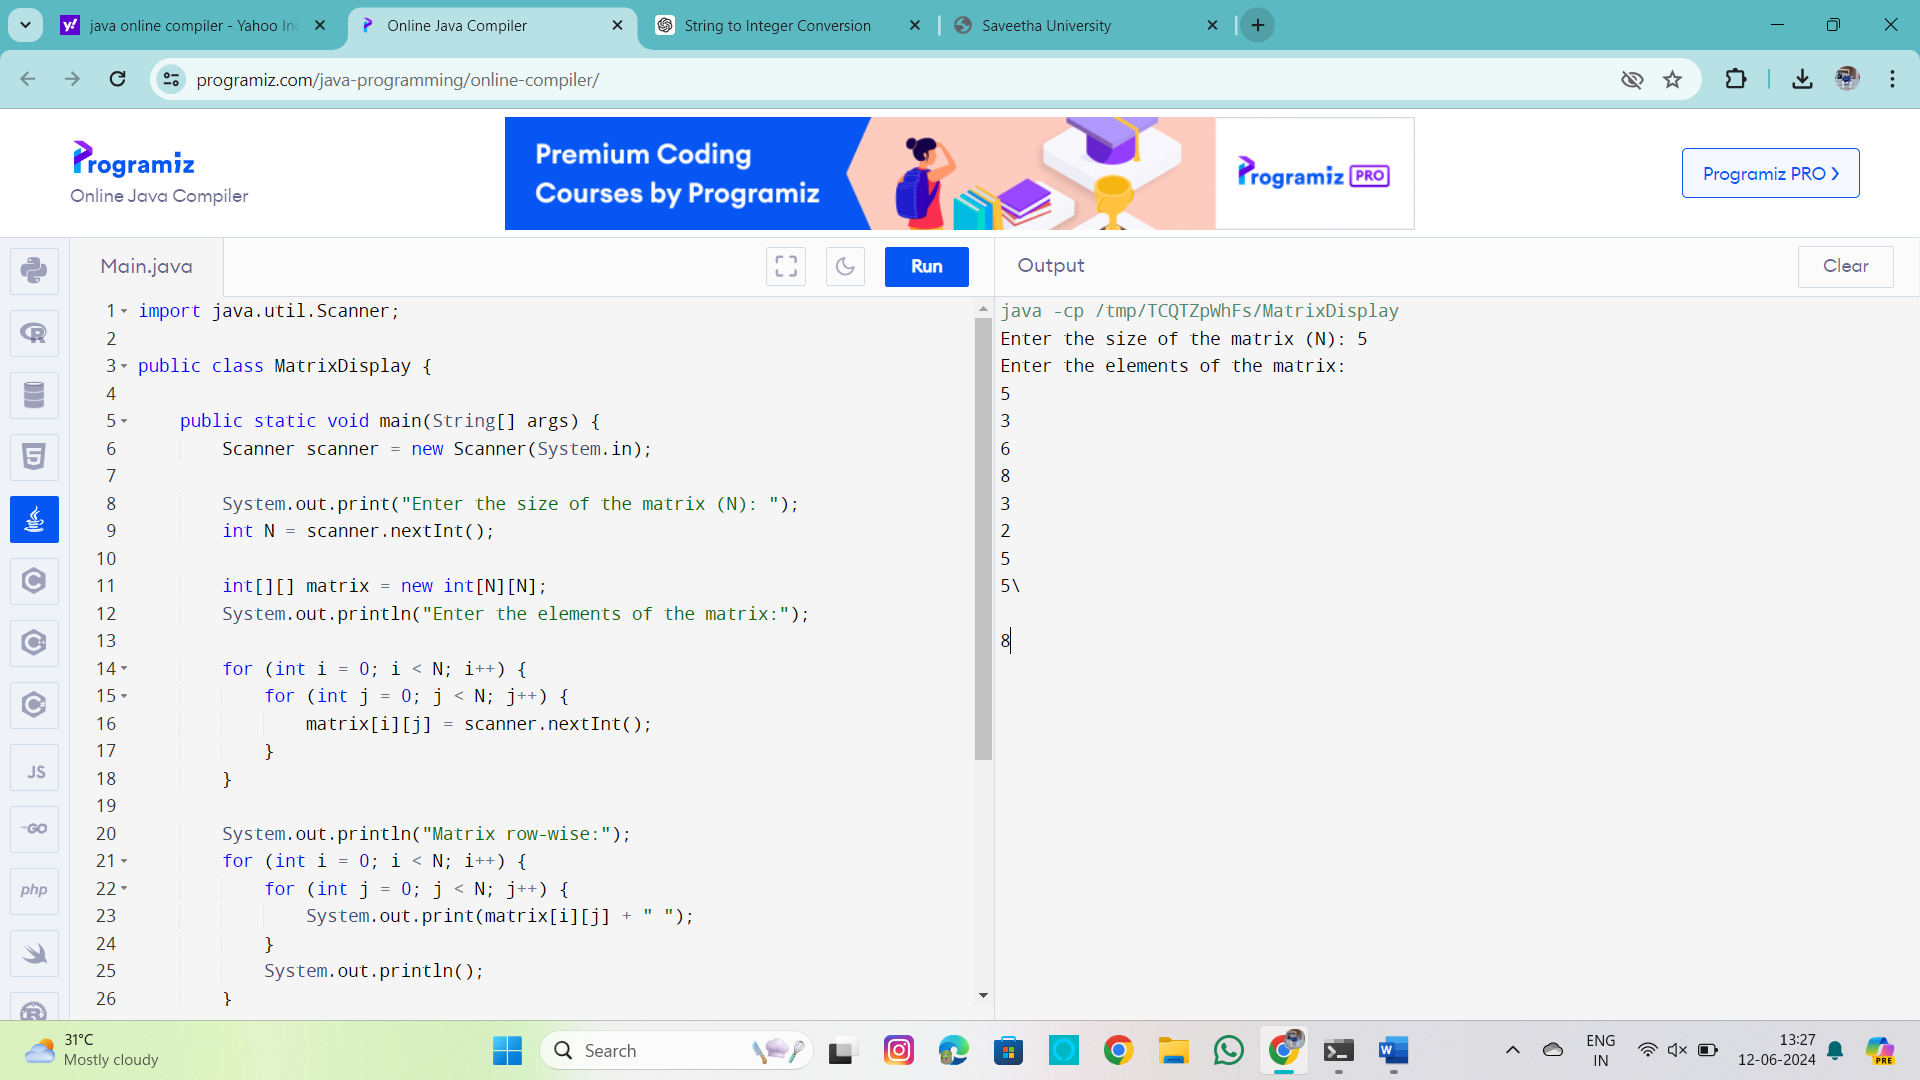 java online compiler - Yahoo In
Online Java Compiler
String to Integer Conversion
Saveetha University
programiz.com/java-programming/online-compiler/
Programiz
Online Java Compiler
Premium Coding
Courses by Programiz
Programiz PRO
Programiz PRO ›
Main.java
Run
Output
Clear
1 import java.util.Scanner;
2
3 public class MatrixDisplay {
4
5 public static void main(String[] args) {
6 Scanner scanner = new Scanner(System.in);
7
8 System.out.print("Enter the size of the matrix (N): ");
9 int N = scanner.nextInt();
10
11 int[][] matrix = new int[N][N];
12 System.out.println("Enter the elements of the matrix:");
13
14 for (int i = 0; i < N; i++) {
15 for (int j = 0; j < N; j++) {
16 matrix[i][j] = scanner.nextInt();
17 }
18 }
19
20 System.out.println("Matrix row-wise:");
21 for (int i = 0; i < N; i++) {
22 for (int j = 0; j < N; j++) {
23 System.out.print(matrix[i][j] + " ");
24 }
25 System.out.println();
26 }
java -cp /tmp/TCQTZpWhFs/MatrixDisplay
Enter the size of the matrix (N): 5
Enter the elements of the matrix:
5
3
6
8
3
2
5
5\
8
JS
GO
php
31°C
Mostly cloudy
Search
ENG
IN
13:27
12-06-2024
PRE